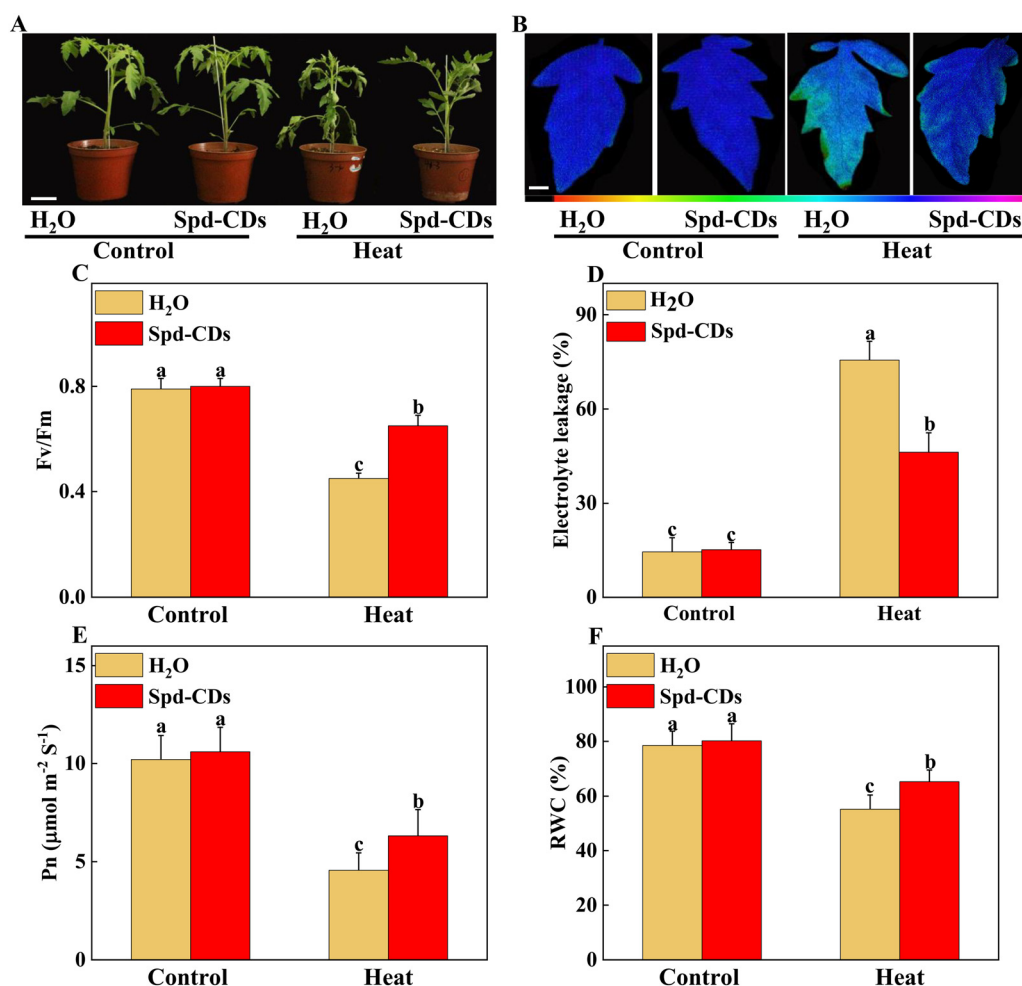 A
H₂O Spd-CDs H₂O Spd-CDs
Control Heat
B
H₂O Spd-CDs H₂O Spd-CDs
Control Heat
C
H₂O
Spd-CDs
Fv/Fm
0.8
0.4
0.0
a a
c b
Control Heat
D
H2O
Spd-CDs
Electrolyte leakage (%)
90
60
30
0
c c
a b
Control Heat
E
H₂O
Spd-CDs
Pn (μmol m⁻² S⁻¹)
15
10
5
0
a a
c b
Control Heat
F
H₂O
Spd-CDs
RWC (%)
100
80
60
40
20
0
a a
c b
Control Heat